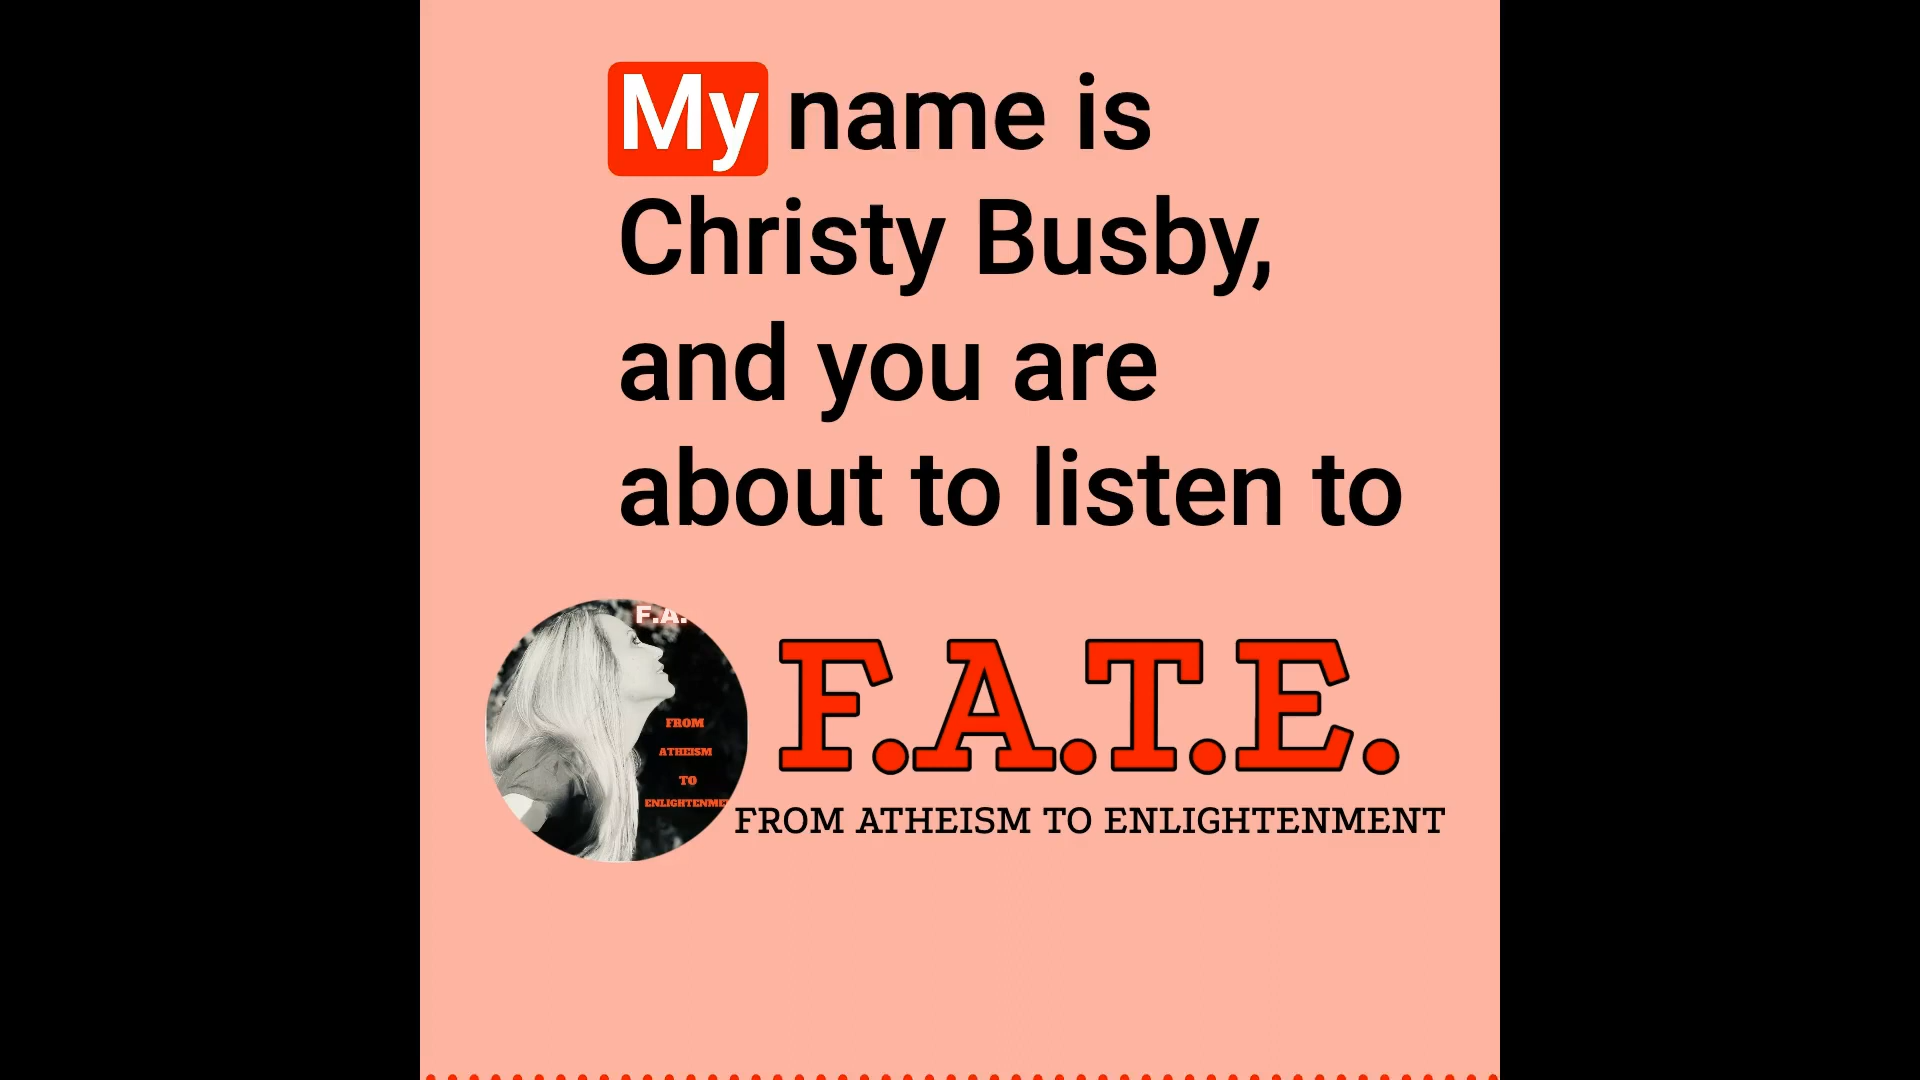 My name is
Christy Busby,
and you are
about to listen to
F.A.
FROM
ATHEISM
TO
ENLIGHTENME
F.A.T.E.
FROM ATHEISM TO ENLIGHTENMENT